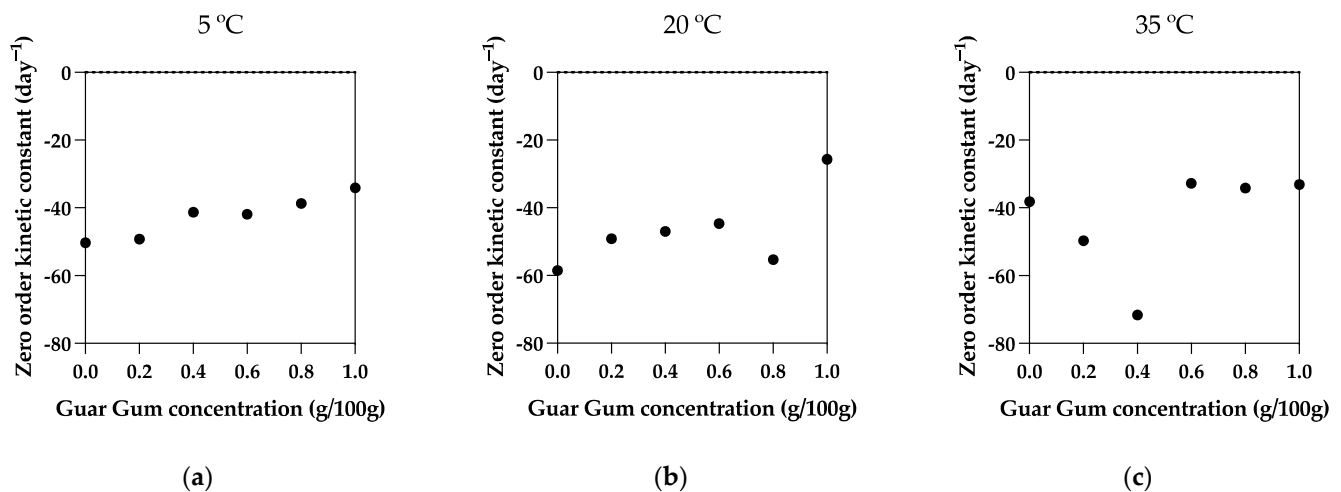 5 ºC
Zero order kinetic constant (day⁻¹)
0
-20
-40
-60
-80
0.0 0.2 0.4 0.6 0.8 1.0
Guar Gum concentration (g/100g)
(a)
20 ºC
Zero order kinetic constant (day⁻¹)
0
-20
-40
-60
-80
0.0 0.2 0.4 0.6 0.8 1.0
Guar Gum concentration (g/100g)
(b)
35 ºC
Zero order kinetic constant (day⁻¹)
0
-20
-40
-60
-80
0.0 0.2 0.4 0.6 0.8 1.0
Guar Gum concentration (g/100g)
(c)